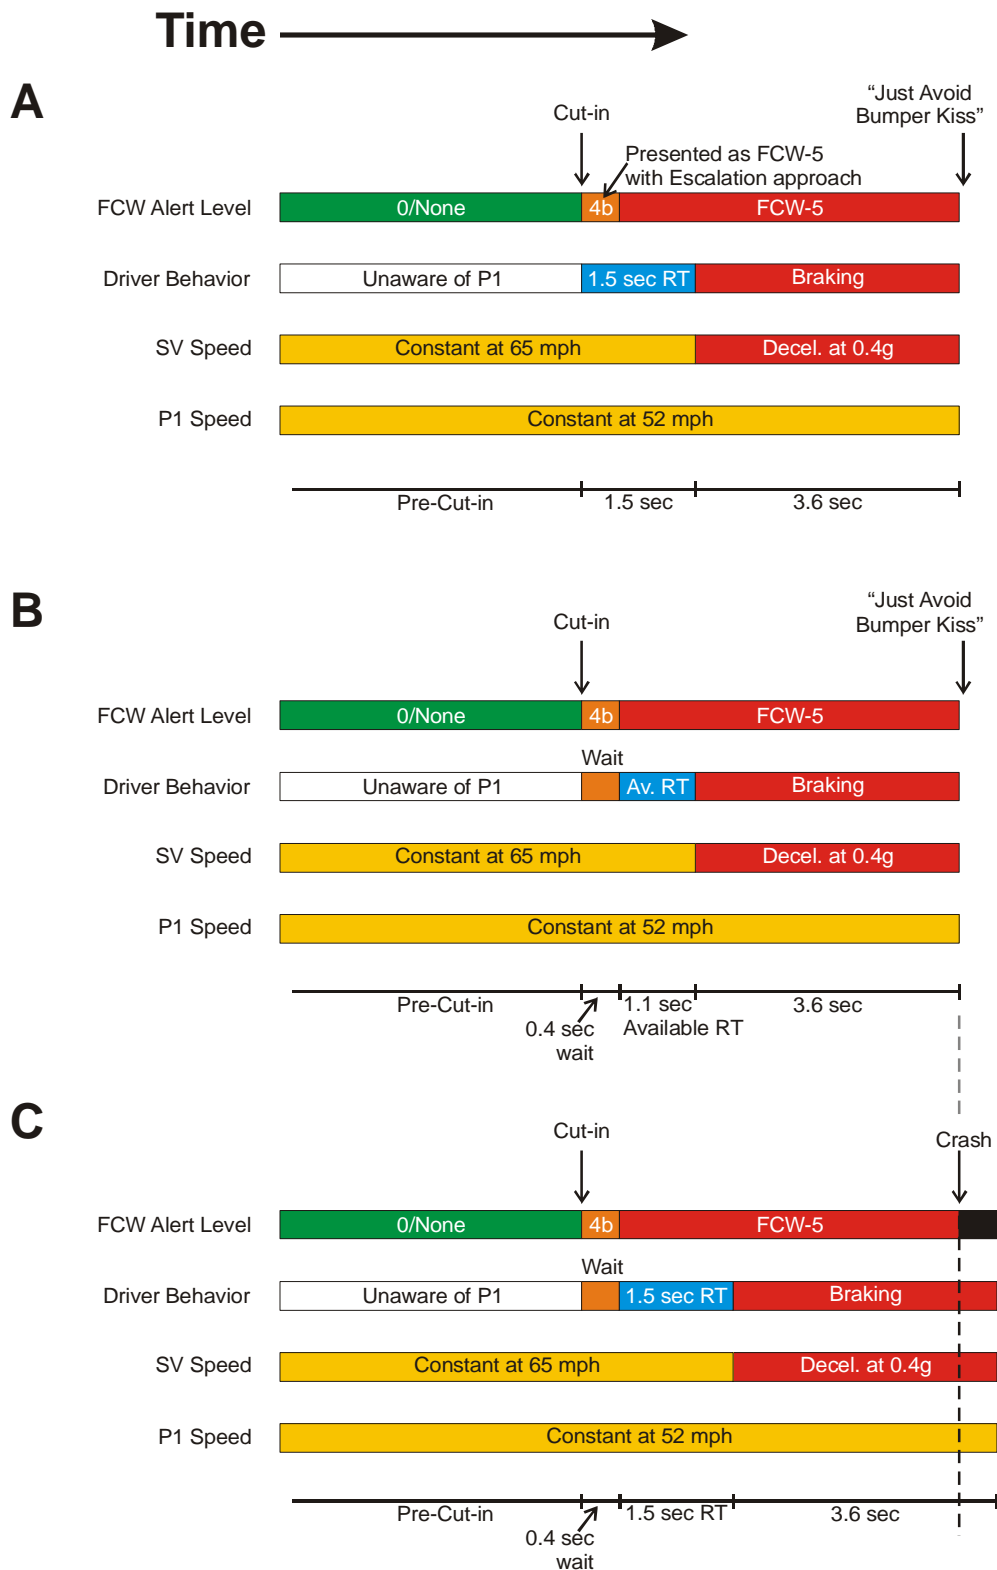 Time
A
"Just Avoid
Bumper Kiss"
Cut-in
Presented as FCW-5
with Escalation approach
FCW Alert Level
0/None
4b
FCW-5
Driver Behavior
Unaware of P1
1.5 sec RT
Braking
SV Speed
Constant at 65 mph
Decel. at 0.4g
P1 Speed
Constant at 52 mph
Pre-Cut-in
1.5 sec
3.6 sec
B
"Just Avoid
Bumper Kiss"
Cut-in
FCW Alert Level
0/None
4b
FCW-5
Wait
Driver Behavior
Unaware of P1
Av. RT
Braking
SV Speed
Constant at 65 mph
Decel. at 0.4g
P1 Speed
Constant at 52 mph
Pre-Cut-in
0.4 sec
wait
1.1 sec
Available RT
3.6 sec
C
Cut-in
Crash
FCW Alert Level
0/None
4b
FCW-5
Wait
Driver Behavior
Unaware of P1
1.5 sec RT
Braking
SV Speed
Constant at 65 mph
Decel. at 0.4g
P1 Speed
Constant at 52 mph
Pre-Cut-in
0.4 sec
wait
1.5 sec RT
3.6 sec